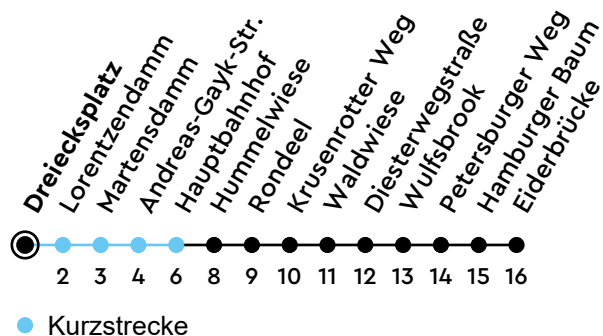 Dreiecksplatz
Lorentzendamm
Martensdamm
Andreas-Gayk-Str.
Hauptbahnhof
Hummelwiese
Rondeel
Krusenrotter Weg
Waldwiese
Diesterwegstraße
Wulfsbrook
Petersburger Weg
Hamburger Baum
Eiderbrücke
2 3 4 6 8 9 10 11 12 13 14 15 16
Kurzstrecke